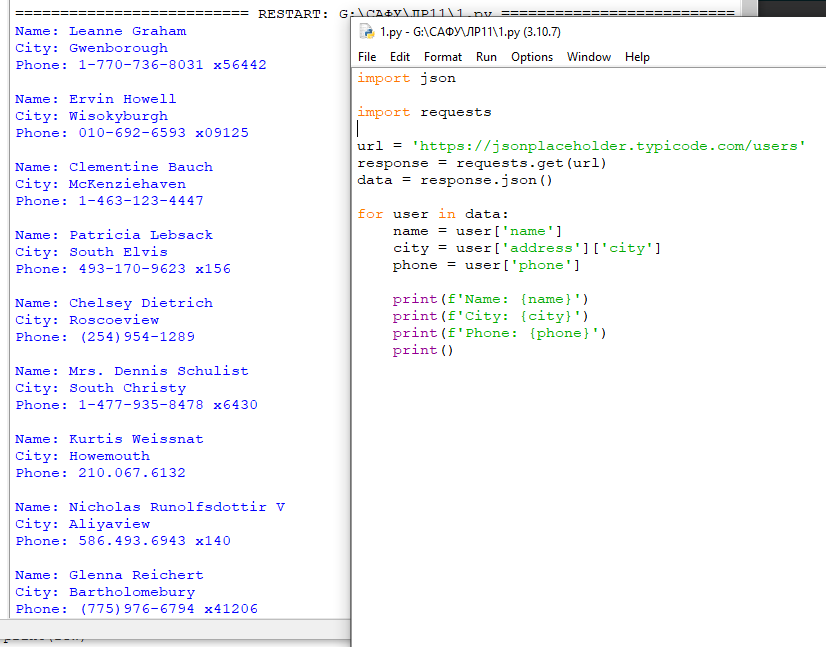 ========================== RESTART: G:\САФУ\ЛР11\1.py ==========================
Name: Leanne Graham
City: Gwenborough
Phone: 1-770-736-8031 x56442

Name: Ervin Howell
City: Wisokyburgh
Phone: 010-692-6593 x09125

Name: Clementine Bauch
City: McKenziehaven
Phone: 1-463-123-4447

Name: Patricia Lebsack
City: South Elvis
Phone: 493-170-9623 x156

Name: Chelsey Dietrich
City: Roscoeview
Phone: (254)954-1289

Name: Mrs. Dennis Schulist
City: South Christy
Phone: 1-477-935-8478 x6430

Name: Kurtis Weissnat
City: Howemouth
Phone: 210.067.6132

Name: Nicholas Runolfsdottir V
City: Aliyaview
Phone: 586.493.6943 x140

Name: Glenna Reichert
City: Bartholomebury
Phone: (775)976-6794 x41206

1.py - G:\САФУ\ЛР11\1.py (3.10.7)
File Edit Format Run Options Window Help
import json

import requests

url = 'https://jsonplaceholder.typicode.com/users'
response = requests.get(url)
data = response.json()

for user in data:
    name = user['name']
    city = user['address']['city']
    phone = user['phone']

    print(f'Name: {name}')
    print(f'City: {city}')
    print(f'Phone: {phone}')
    print()